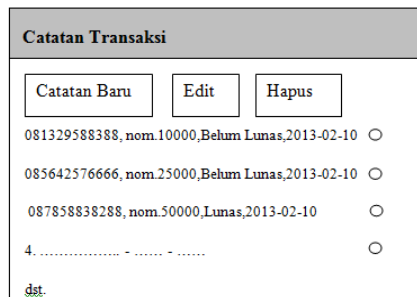 Catatan Transaksi
Catatan Baru Edit Hapus
081329588388, nom.10000,Belum Lunas,2013-02-10
085642576666, nom.25000,Belum Lunas,2013-02-10
087858838288, nom.50000,Lunas,2013-02-10
4. ................. - ...... - ......
dst.